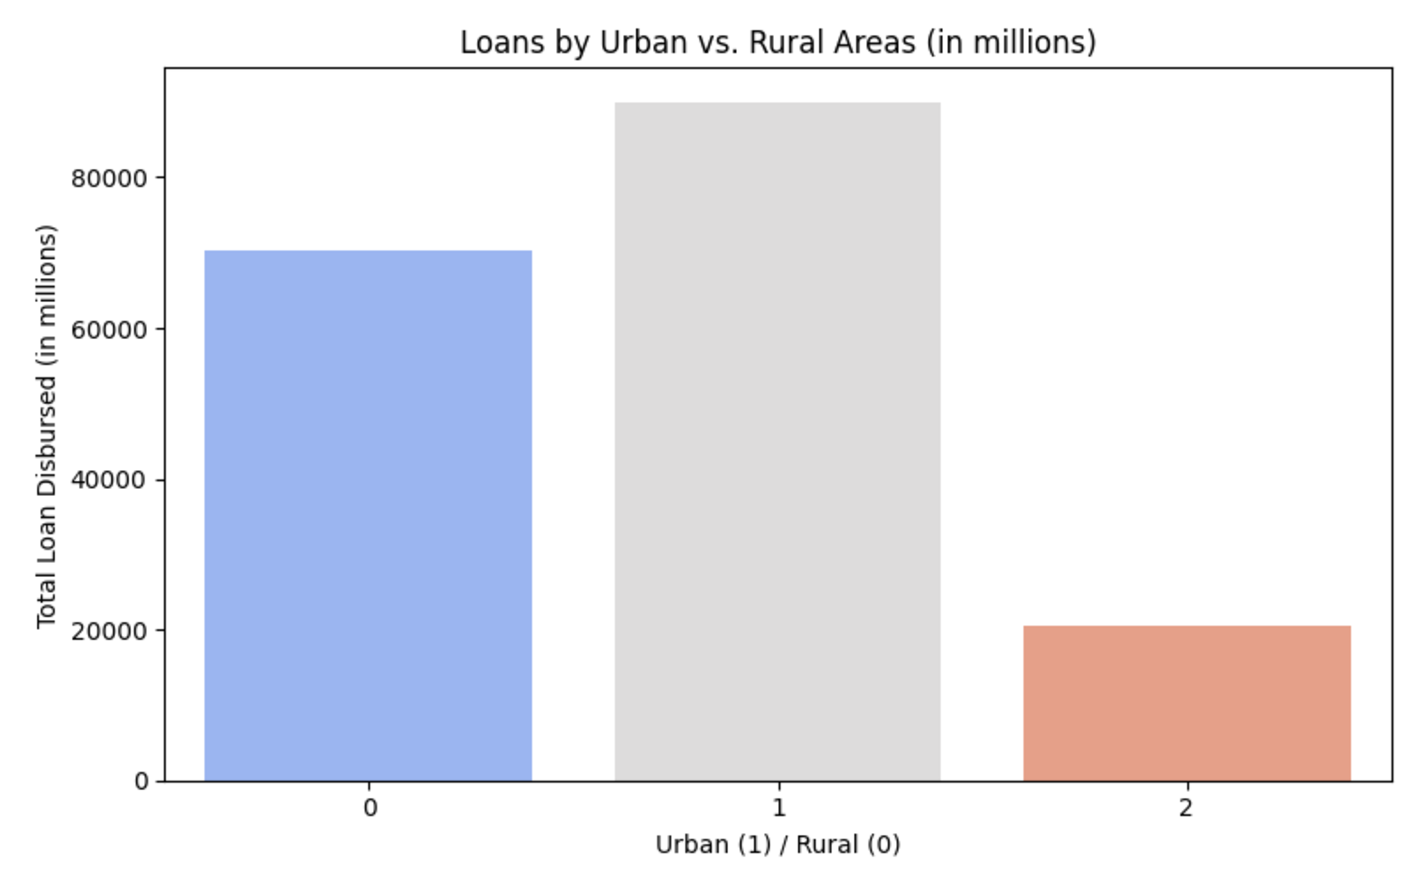 Loans by Urban vs. Rural Areas (in millions)
Total Loan Disbursed (in millions)
80000
60000
40000
20000
0
0 1 2
Urban (1) / Rural (0)